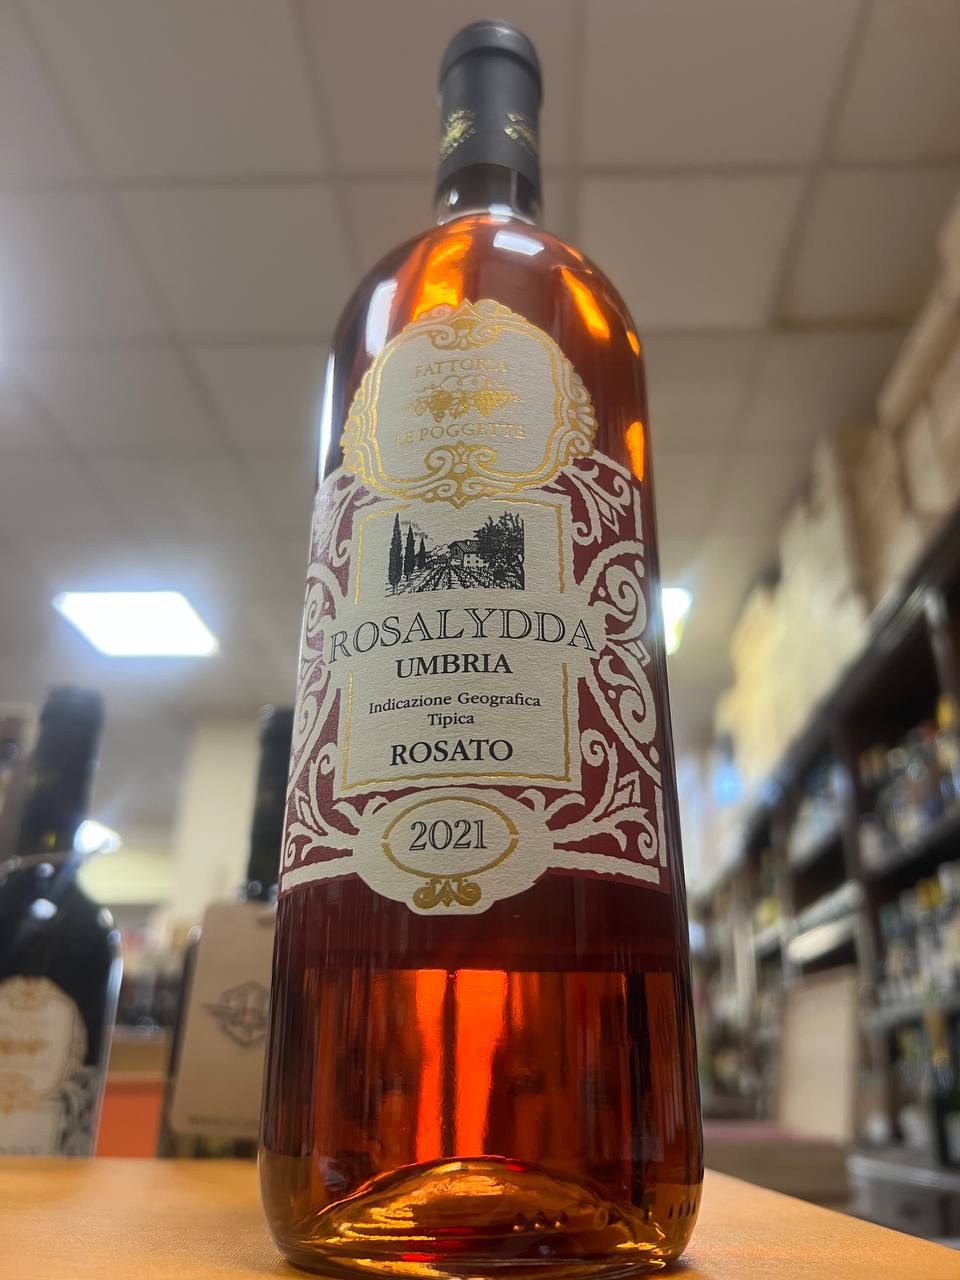 FATTORIA
LE POGGETTE
ROSALYDDA
UMBRIA
Indicazione Geografica
Tipica
ROSATO
2021